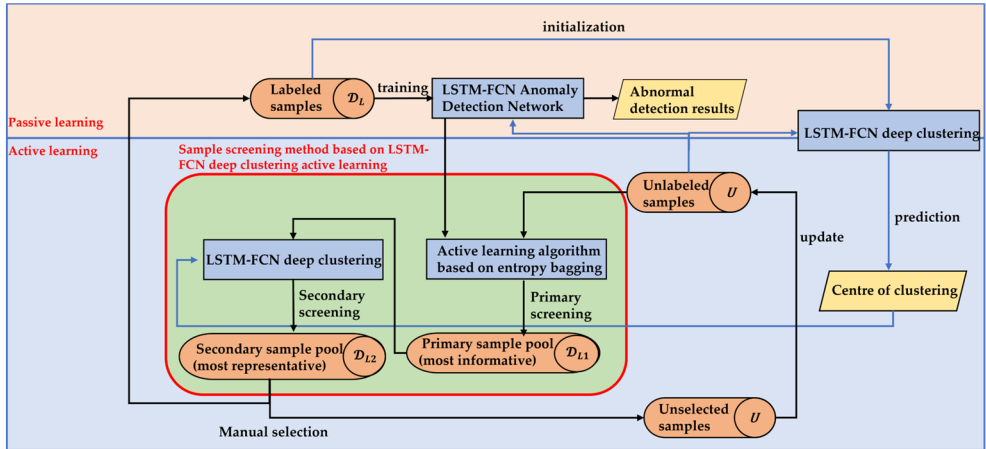 initialization
Labeled
samples
𝒟L
training
LSTM-FCN Anomaly
Detection Network
Abnormal
detection results
Passive learning
LSTM-FCN deep clustering
Active learning
Sample screening method based on LSTM-
FCN deep clustering active learning
Unlabeled
samples
U
prediction
update
LSTM-FCN deep clustering
Active learning algorithm
based on entropy bagging
Centre of clustering
Secondary
screening
Primary
screening
Secondary sample pool
(most representative)
𝒟L2
Primary sample pool
(most informative)
𝒟L1
Unselected
samples
U
Manual selection